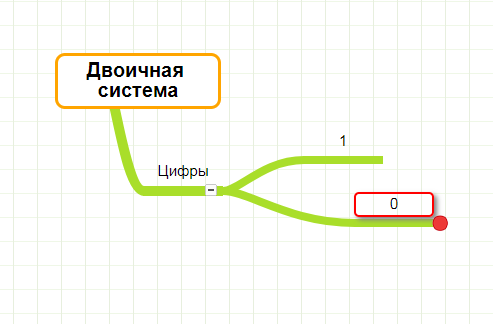 Двоичная
система
Цифры
1
0